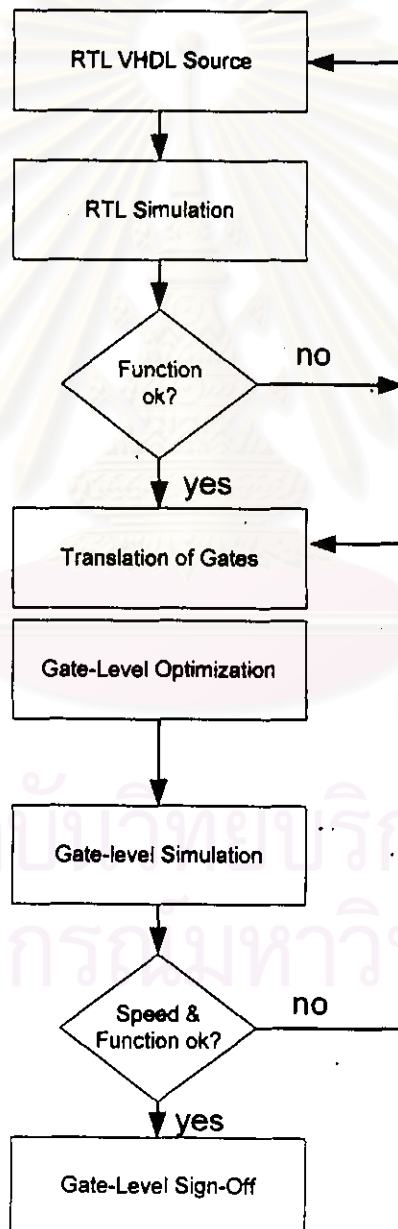 RTL VHDL Source
RTL Simulation
Function
ok?
no
yes
Translation of Gates
Gate-Level Optimization
Gate-level Simulation
Speed &
Function ok?
no
yes
Gate-Level Sign-Off